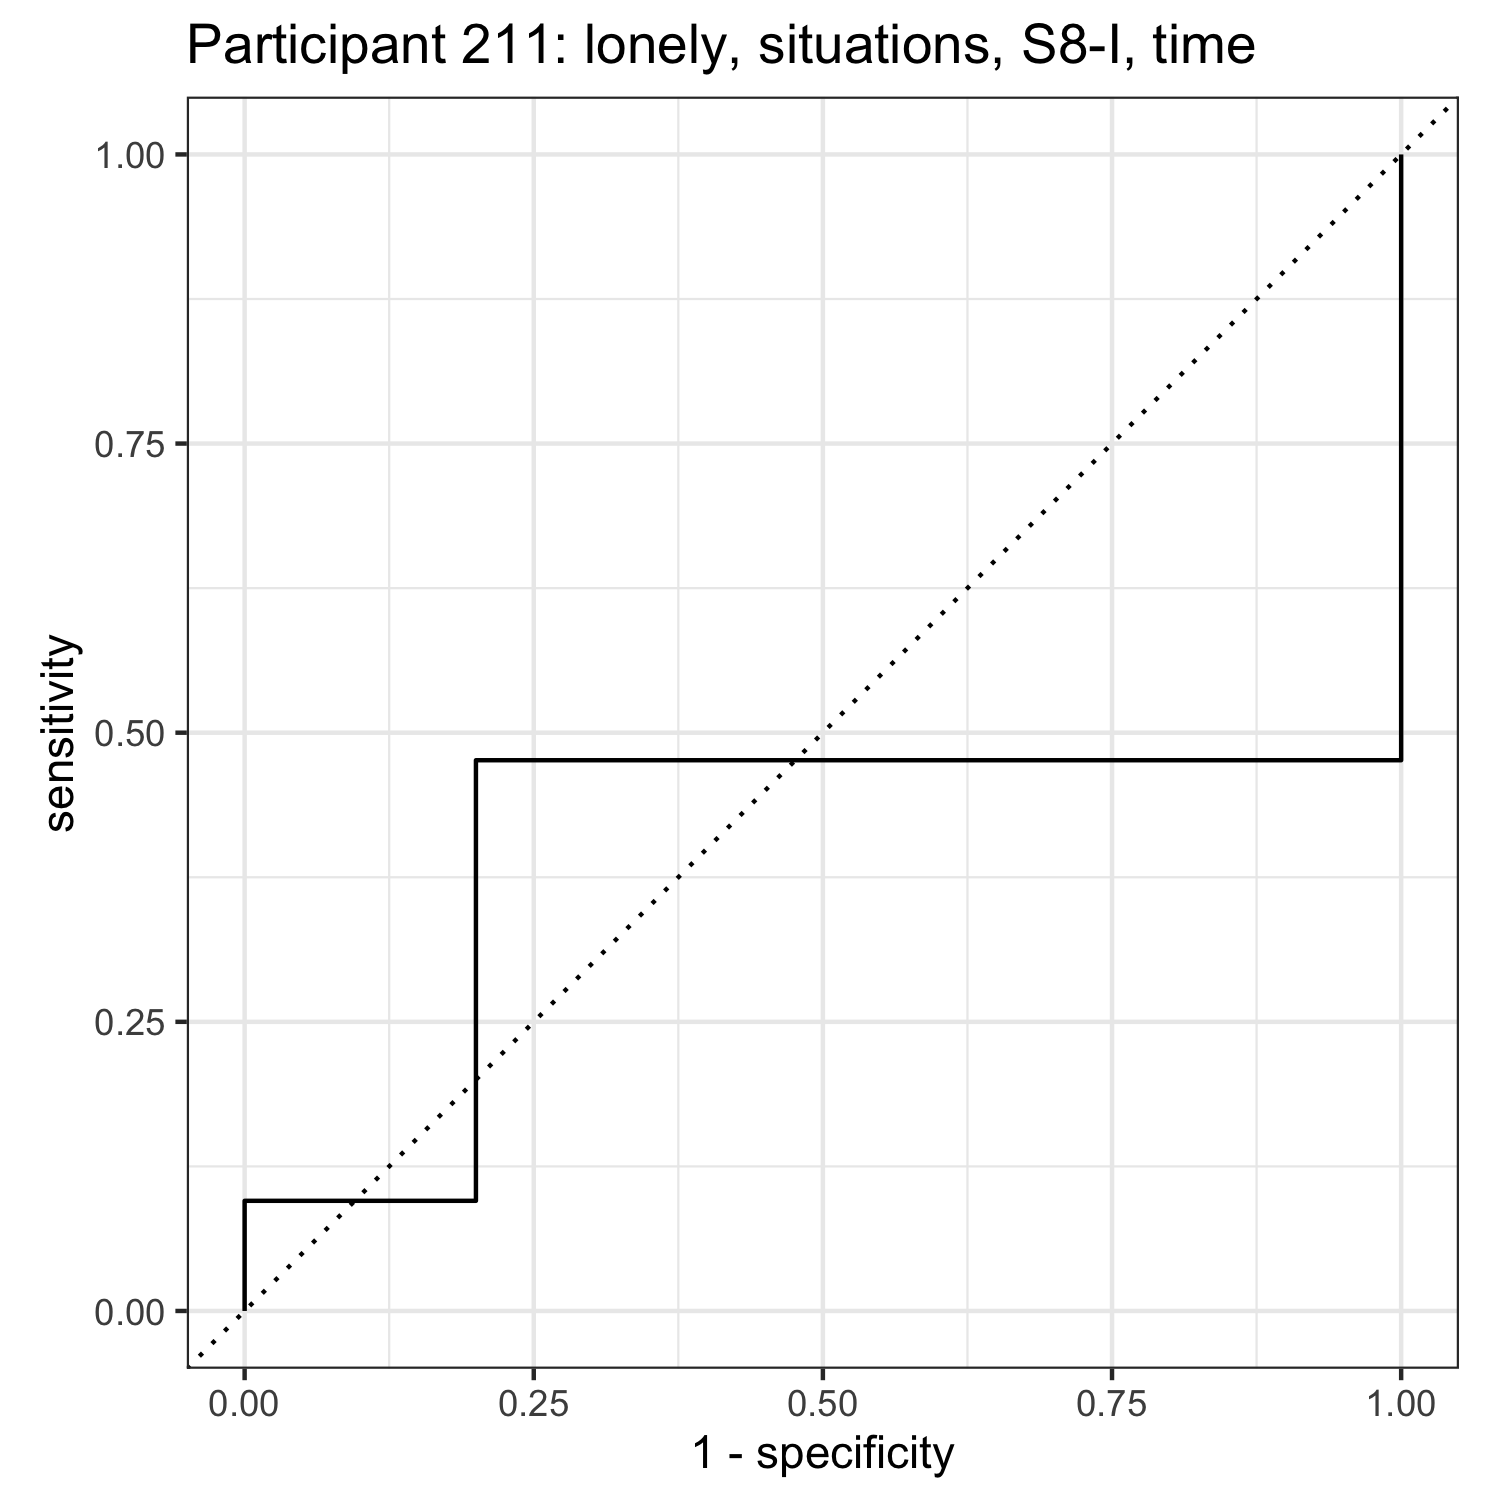 Participant 211: lonely, situations, S8-I, time
1.00
0.75
0.50
0.25
0.00
sensitivity
0.00 0.25 0.50 0.75 1.00
1 - specificity